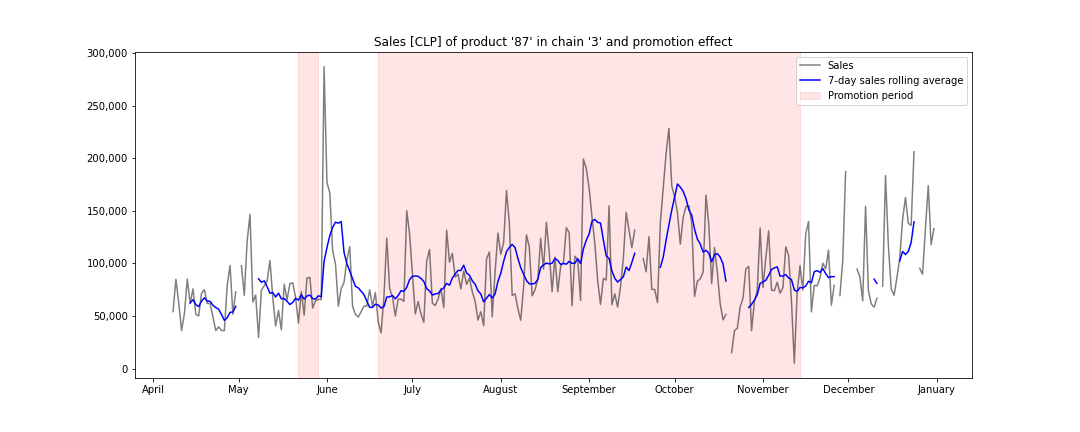 Sales [CLP] of product '87' in chain '3' and promotion effect
300,000
250,000
200,000
150,000
100,000
50,000
0
Sales
7-day sales rolling average
Promotion period
April May June July August September October November December January